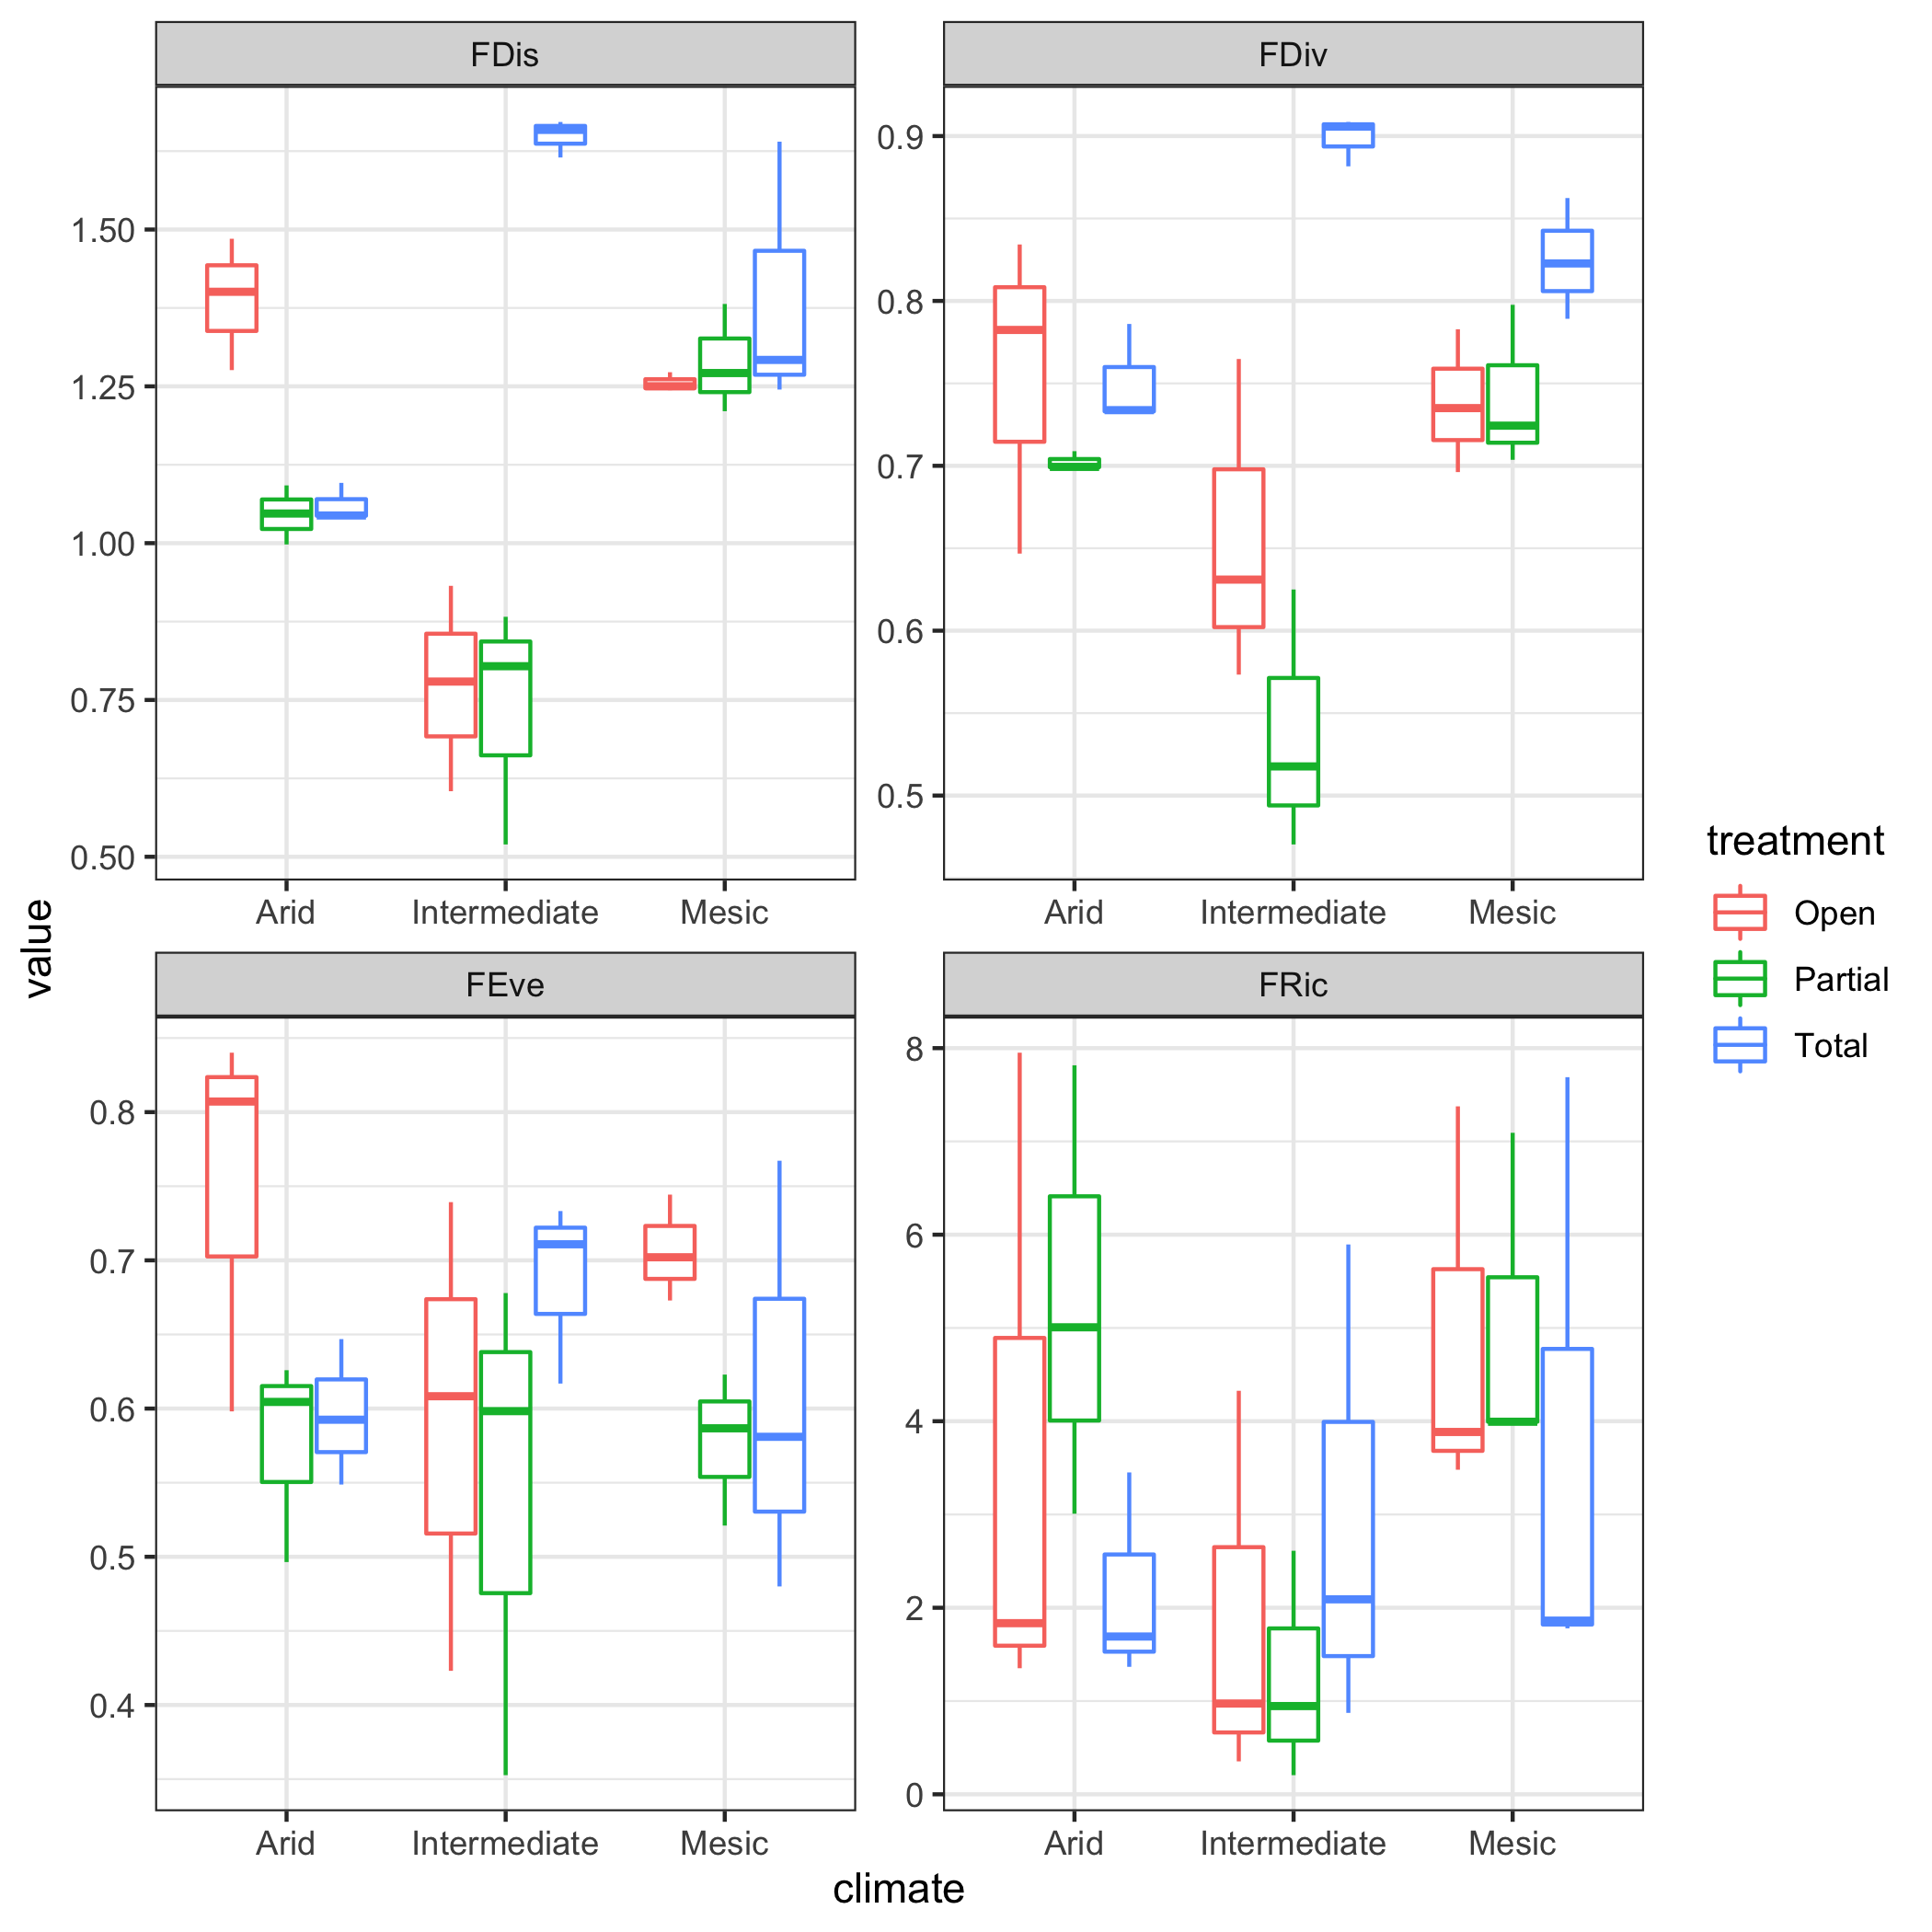 FDis
FDiv
1.50
1.25
1.00
0.75
0.50
0.9
0.8
0.7
0.6
0.5
Arid Intermediate Mesic
Arid Intermediate Mesic
value
FEve
FRic
0.8
0.7
0.6
0.5
0.4
8
6
4
2
0
Arid Intermediate Mesic
Arid Intermediate Mesic
climate
treatment
Open
Partial
Total